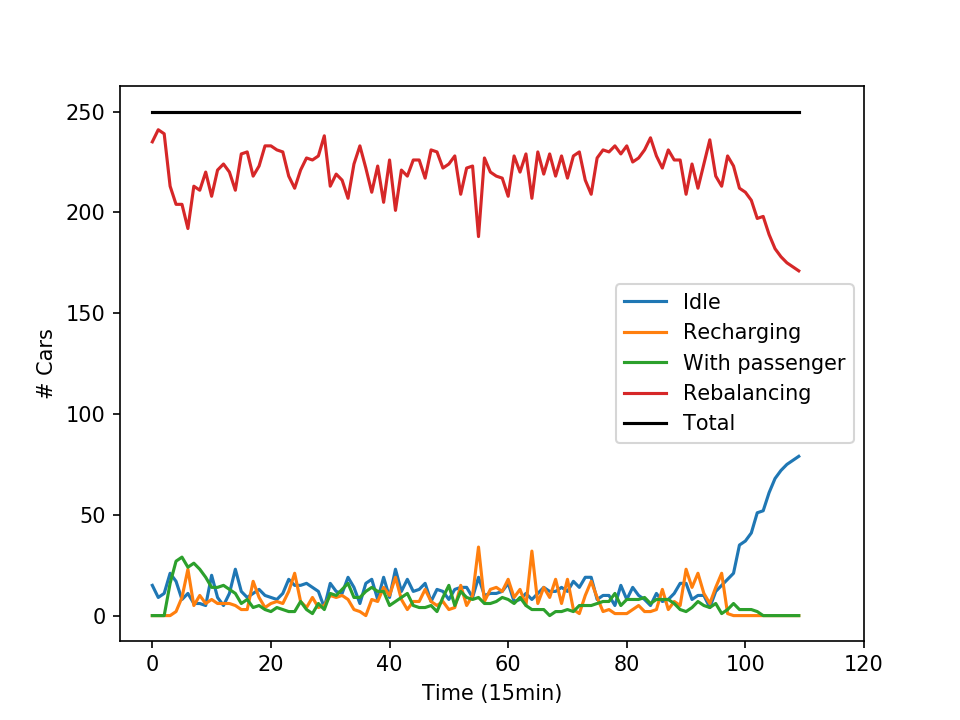 250
200
150
100
50
0
# Cars
Idle
Recharging
With passenger
Rebalancing
Total
0 20 40 60 80 100 120
Time (15min)